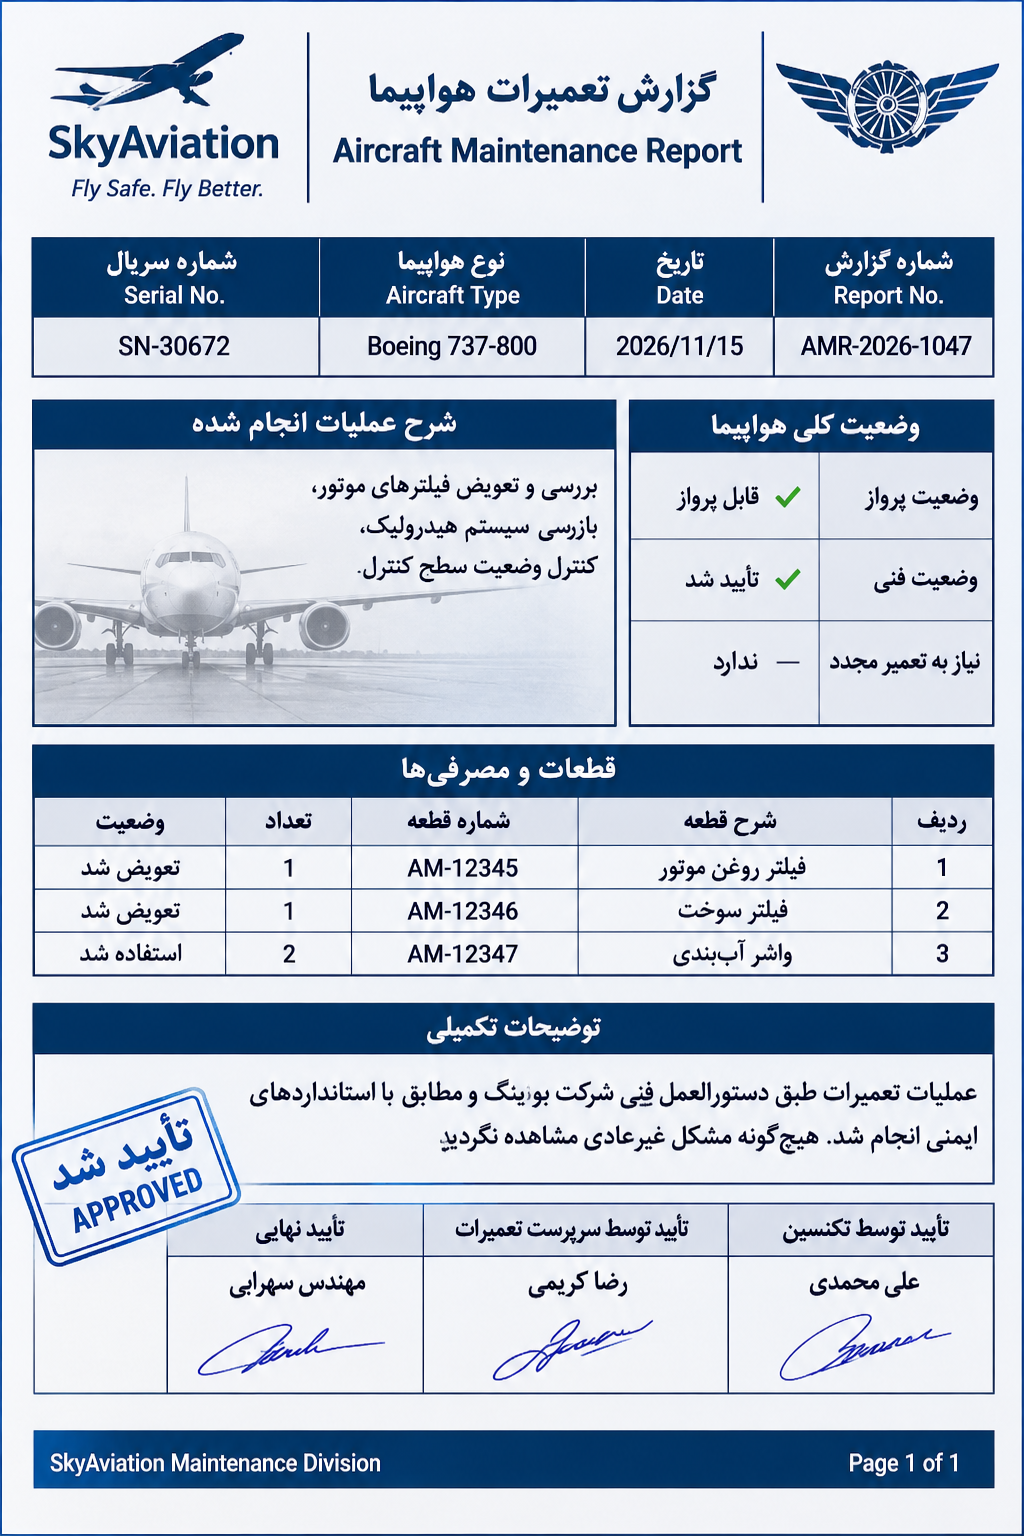 SkyAviation
Fly Safe. Fly Better.
گزارش تعمیرات هواپیما
Aircraft Maintenance Report
شماره گزارش
Report No.
تاریخ
Date
نوع هواپیما
Aircraft Type
شماره سریال
Serial No.
AMR-2026-1047
2026/11/15
Boeing 737-800
SN-30672
وضعیت کلی هواپیما
وضعیت پرواز ✓ قابل پرواز
وضعیت فنی ✓ تأیید شد
نیاز به تعمیر مجدد — ندارد
شرح عملیات انجام شده
بررسی و تعویض فیلترهای موتور،
بازرسی سیستم هیدرولیک،
کنترل وضعیت سطح کنترل.
قطعات و مصرفی‌ها
ردیف شرح قطعه شماره قطعه تعداد وضعیت
1 فیلتر روغن موتور AM-12345 1 تعویض شد
2 فیلتر سوخت AM-12346 1 تعویض شد
3 واشر آب‌بندی AM-12347 2 استفاده شد
توضیحات تکمیلی
عملیات تعمیرات طبق دستورالعمل فنی شرکت بوئینگ و مطابق با استانداردهای
ایمنی انجام شد. هیچ‌گونه مشکل غیرعادی مشاهده نگردید
تأیید شد
APPROVED
تأیید توسط تکنسین
تأیید توسط سرپرست تعمیرات
تأیید نهایی
علی محمدی
رضا کریمی
مهندس سهرابی
SkyAviation Maintenance Division
Page 1 of 1